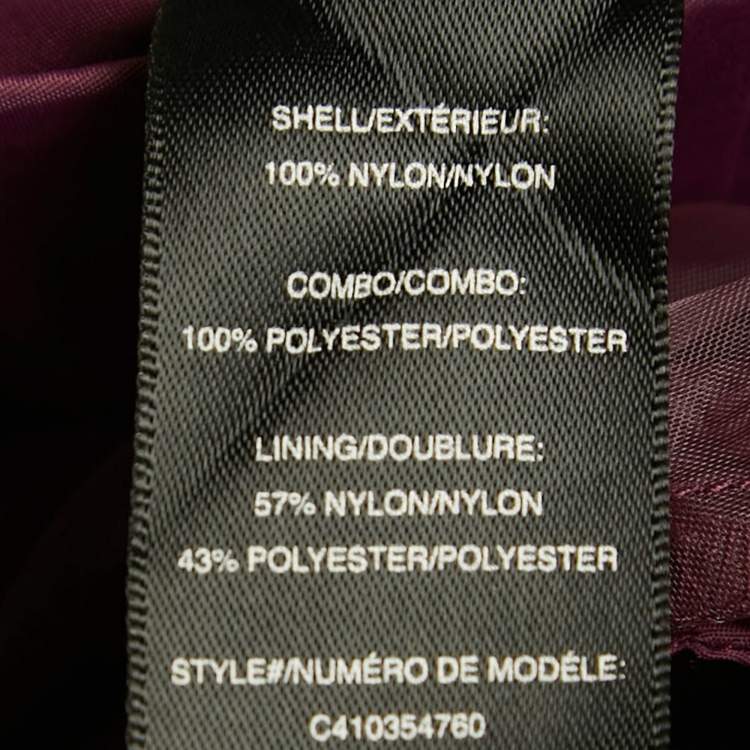 SHELL/EXTÉRIEUR:
100% NYLON/NYLON
COMBO/COMBO:
100% POLYESTER/POLYESTER
LINING/DOUBLURE:
57% NYLON/NYLON
43% POLYESTER/POLYESTER
STYLE#/NUMÉRO DE MODÉLE:
C410354760